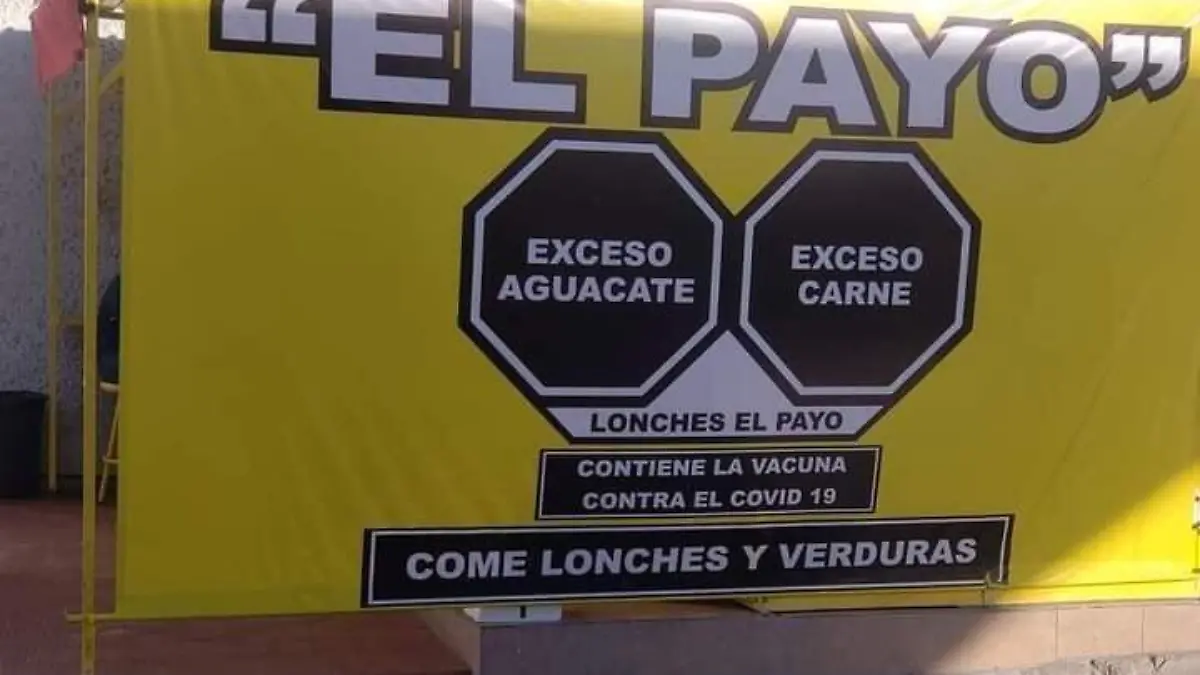 "EL PAYO"
EXCESO
AGUACATE
EXCESO
CARNE
LONCHES EL PAYO
CONTIENE LA VACUNA
CONTRA EL COVID 19
COME LONCHES Y VERDURAS